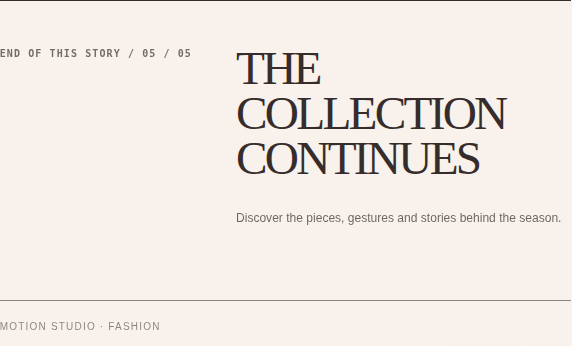 END OF THIS STORY / 05 / 05
THE
COLLECTION
CONTINUES
Discover the pieces, gestures and stories behind the season.
MOTION STUDIO · FASHION